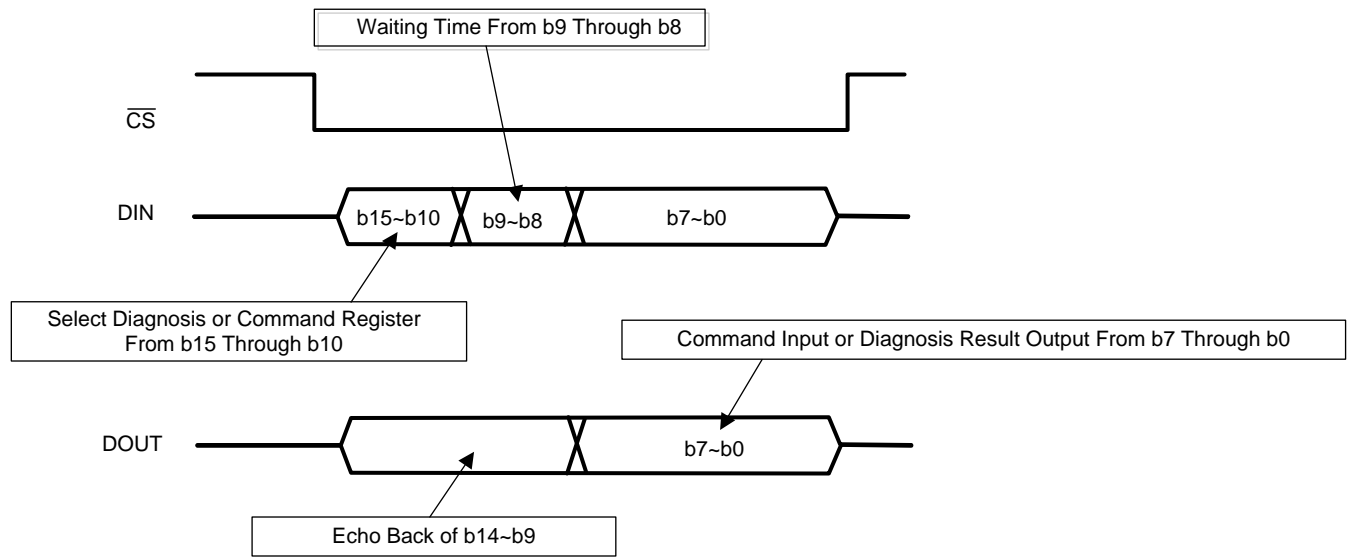 Waiting Time From b9 Through b8
CS
DIN
b15~b10
b9~b8
b7~b0
Select Diagnosis or Command Register
From b15 Through b10
Command Input or Diagnosis Result Output From b7 Through b0
DOUT
b7~b0
Echo Back of b14~b9